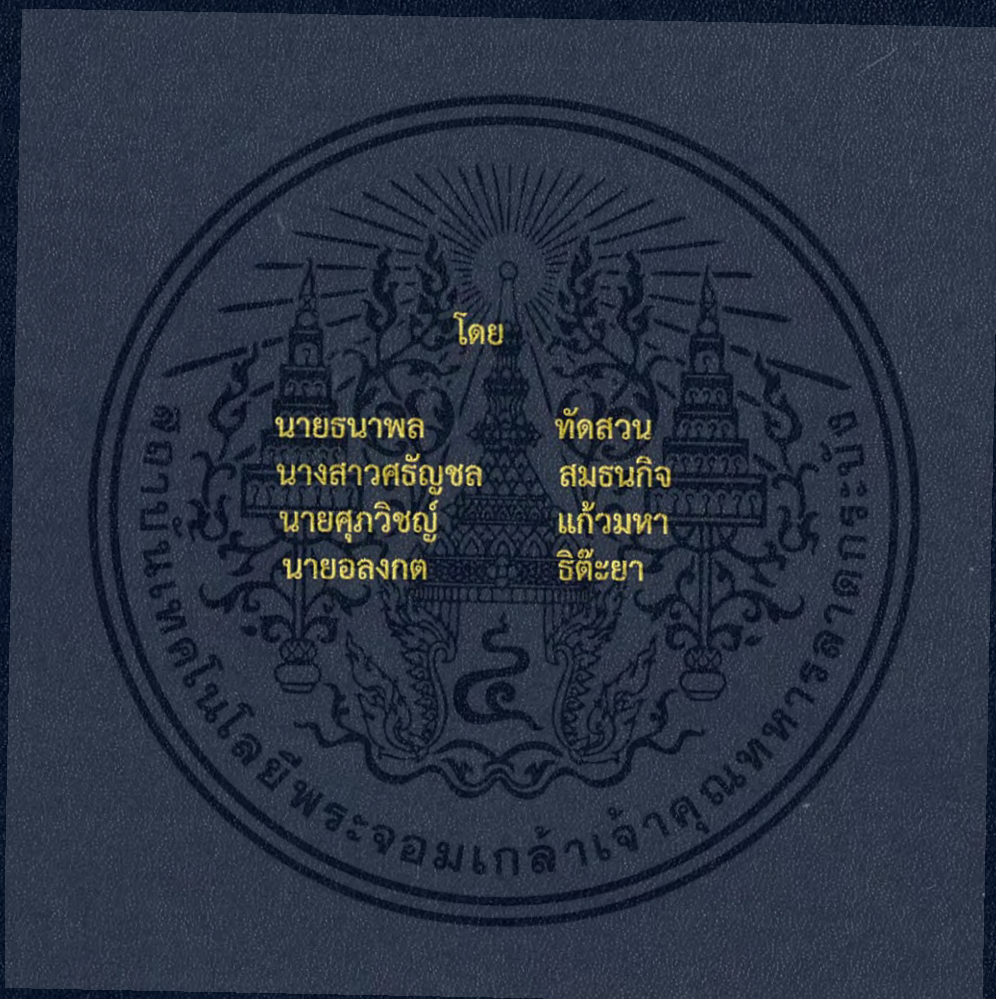 โดย
นายธนาพล ทัดสวน
นางสาวศรัญชล สมธนกิจ
นายศุภวิชญ์ แก้วมหา
นายอลงกต ธิต๊ะยา
สถาบันเทคโนโลยีพระจอมเกล้าเจ้าคุณทหารลาดกระบัง
๔